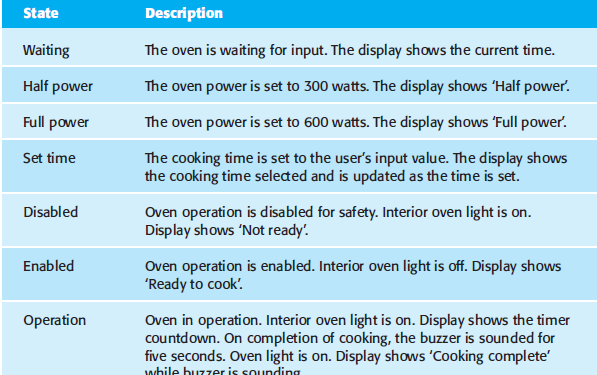 State Description
Waiting The oven is waiting for input. The display shows the current time.
Half power The oven power is set to 300 watts. The display shows ‘Half power’.
Full power The oven power is set to 600 watts. The display shows ‘Full power’.
Set time The cooking time is set to the user’s input value. The display shows
the cooking time selected and is updated as the time is set.
Disabled Oven operation is disabled for safety. Interior oven light is on.
Display shows ‘Not ready’.
Enabled Oven operation is enabled. Interior oven light is off. Display shows
‘Ready to cook’.
Operation Oven in operation. Interior oven light is on. Display shows the timer
countdown. On completion of cooking, the buzzer is sounded for
five seconds. Oven light is on. Display shows ‘Cooking complete’
while buzzer is sounding.